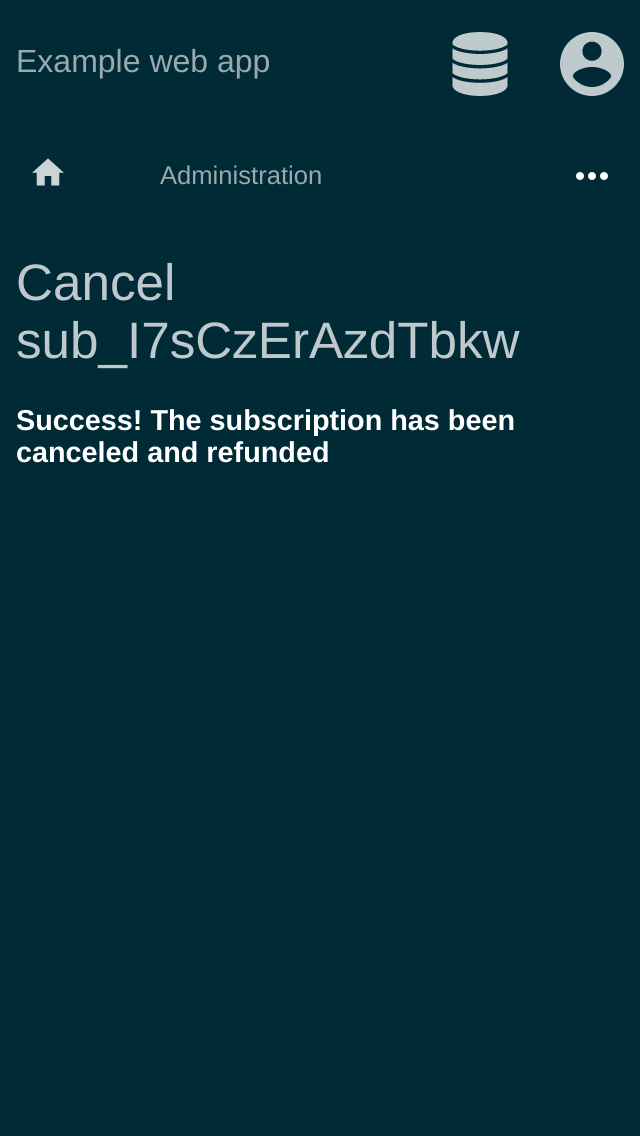 Example web app
Administration
Cancel
sub_I7sCzErAzdTbkw
Success! The subscription has been
canceled and refunded